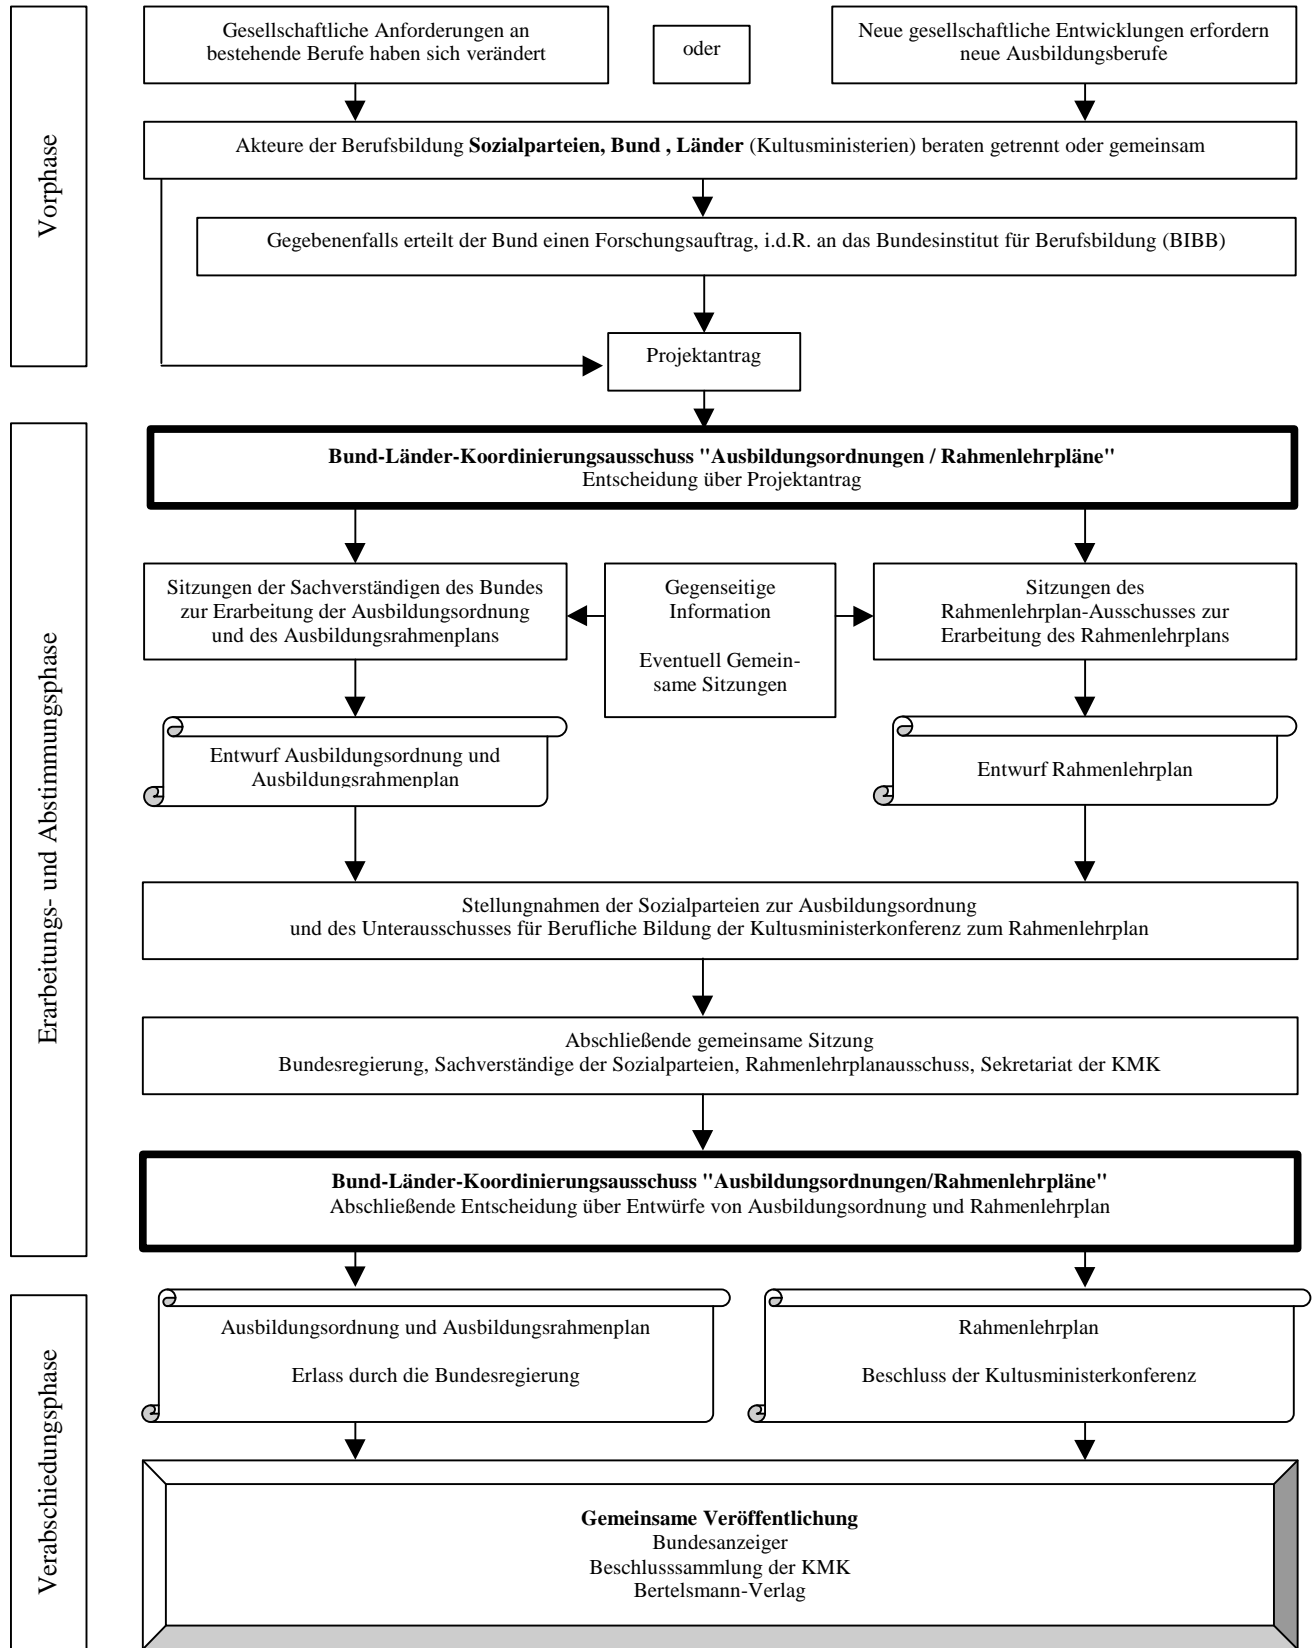 Vorphase
Gesellschaftliche Anforderungen an
bestehende Berufe haben sich verändert
oder
Neue gesellschaftliche Entwicklungen erfordern
neue Ausbildungsberufe
Akteure der Berufsbildung Sozialparteien, Bund , Länder (Kultusministerien) beraten getrennt oder gemeinsam
Gegebenenfalls erteilt der Bund einen Forschungsauftrag, i.d.R. an das Bundesinstitut für Berufsbildung (BIBB)
Projektantrag
Erarbeitungs- und Abstimmungsphase
Bund-Länder-Koordinierungsausschuss "Ausbildungsordnungen / Rahmenlehrpläne"
Entscheidung über Projektantrag
Sitzungen der Sachverständigen des Bundes
zur Erarbeitung der Ausbildungsordnung
und des Ausbildungsrahmenplans
Gegenseitige
Information
Eventuell Gemein-
same Sitzungen
Sitzungen des
Rahmenlehrplan-Ausschusses zur
Erarbeitung des Rahmenlehrplans
Entwurf Ausbildungsordnung und
Ausbildungsrahmenplan
Entwurf Rahmenlehrplan
Stellungnahmen der Sozialparteien zur Ausbildungsordnung
und des Unterausschusses für Berufliche Bildung der Kultusministerkonferenz zum Rahmenlehrplan
Abschließende gemeinsame Sitzung
Bundesregierung, Sachverständige der Sozialparteien, Rahmenlehrplanausschuss, Sekretariat der KMK
Bund-Länder-Koordinierungsausschuss "Ausbildungsordnungen/Rahmenlehrpläne"
Abschließende Entscheidung über Entwürfe von Ausbildungsordnung und Rahmenlehrplan
Verabschiedungsphase
Ausbildungsordnung und Ausbildungsrahmenplan
Erlass durch die Bundesregierung
Rahmenlehrplan
Beschluss der Kultusministerkonferenz
Gemeinsame Veröffentlichung
Bundesanzeiger
Beschlusssammlung der KMK
Bertelsmann-Verlag